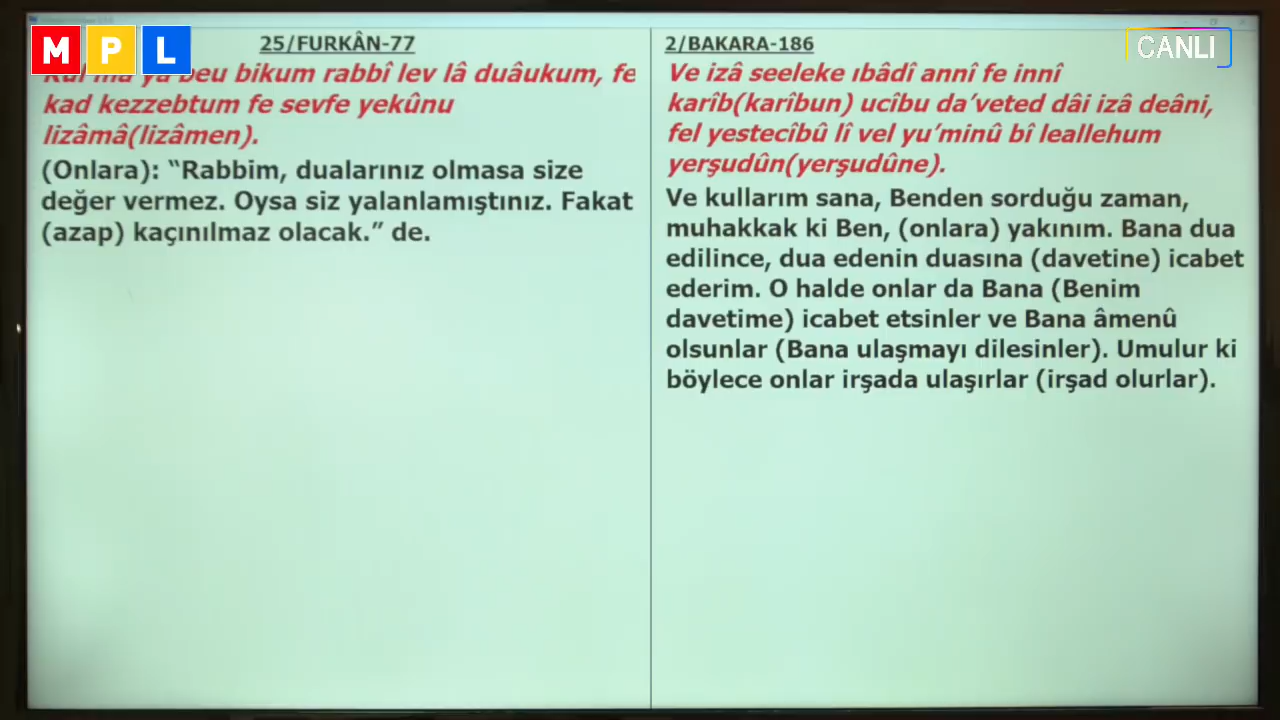 MPL
CANLI
25/FURKÂN-77
Kul mâ ya'beu bikum rabbî lev lâ duâukum, fe
kad kezzebtum fe sevfe yekûnu
lizâmâ(lizâmen).
(Onlara): “Rabbim, dualarınız olmasa size
değer vermez. Oysa siz yalanlamıştınız. Fakat
(azap) kaçınılmaz olacak.” de.
2/BAKARA-186
Ve izâ seeleke ıbâdî annî fe innî
karîb(karîbun) ucîbu da’veted dâi izâ deâni,
fel yestecîbû lî vel yu’minû bî leallehum
yerşudûn(yerşudûne).
Ve kullarım sana, Benden sorduğu zaman,
muhakkak ki Ben, (onlara) yakınım. Bana dua
edilince, dua edenin duasına (davetine) icabet
ederim. O halde onlar da Bana (Benim
davetime) icabet etsinler ve Bana âmenû
olsunlar (Bana ulaşmayı dilesinler). Umulur ki
böylece onlar irşada ulaşırlar (irşad olurlar).